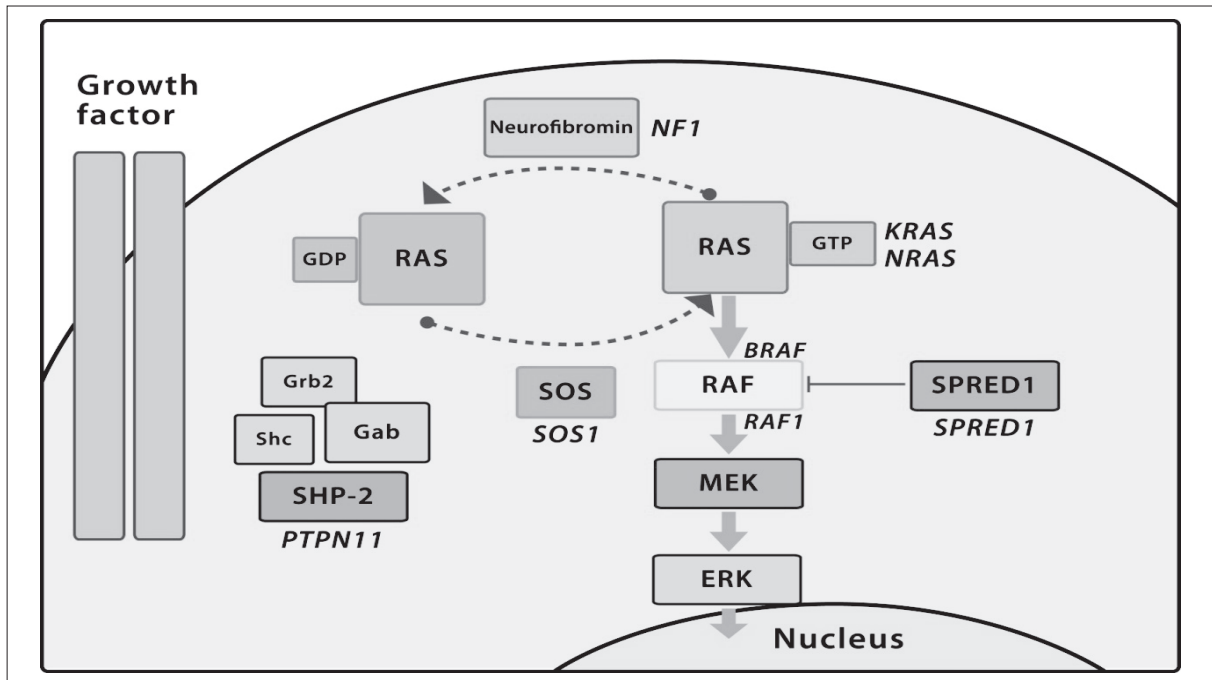 Growth
factor
Neurofibromin NF1
GDP RAS
RAS GTP KRAS
NRAS
BRAF
RAF
RAF1
SPRED1
SPRED1
Grb2
Shc Gab
SHP-2
PTPN11
SOS
SOS1
MEK
ERK
Nucleus